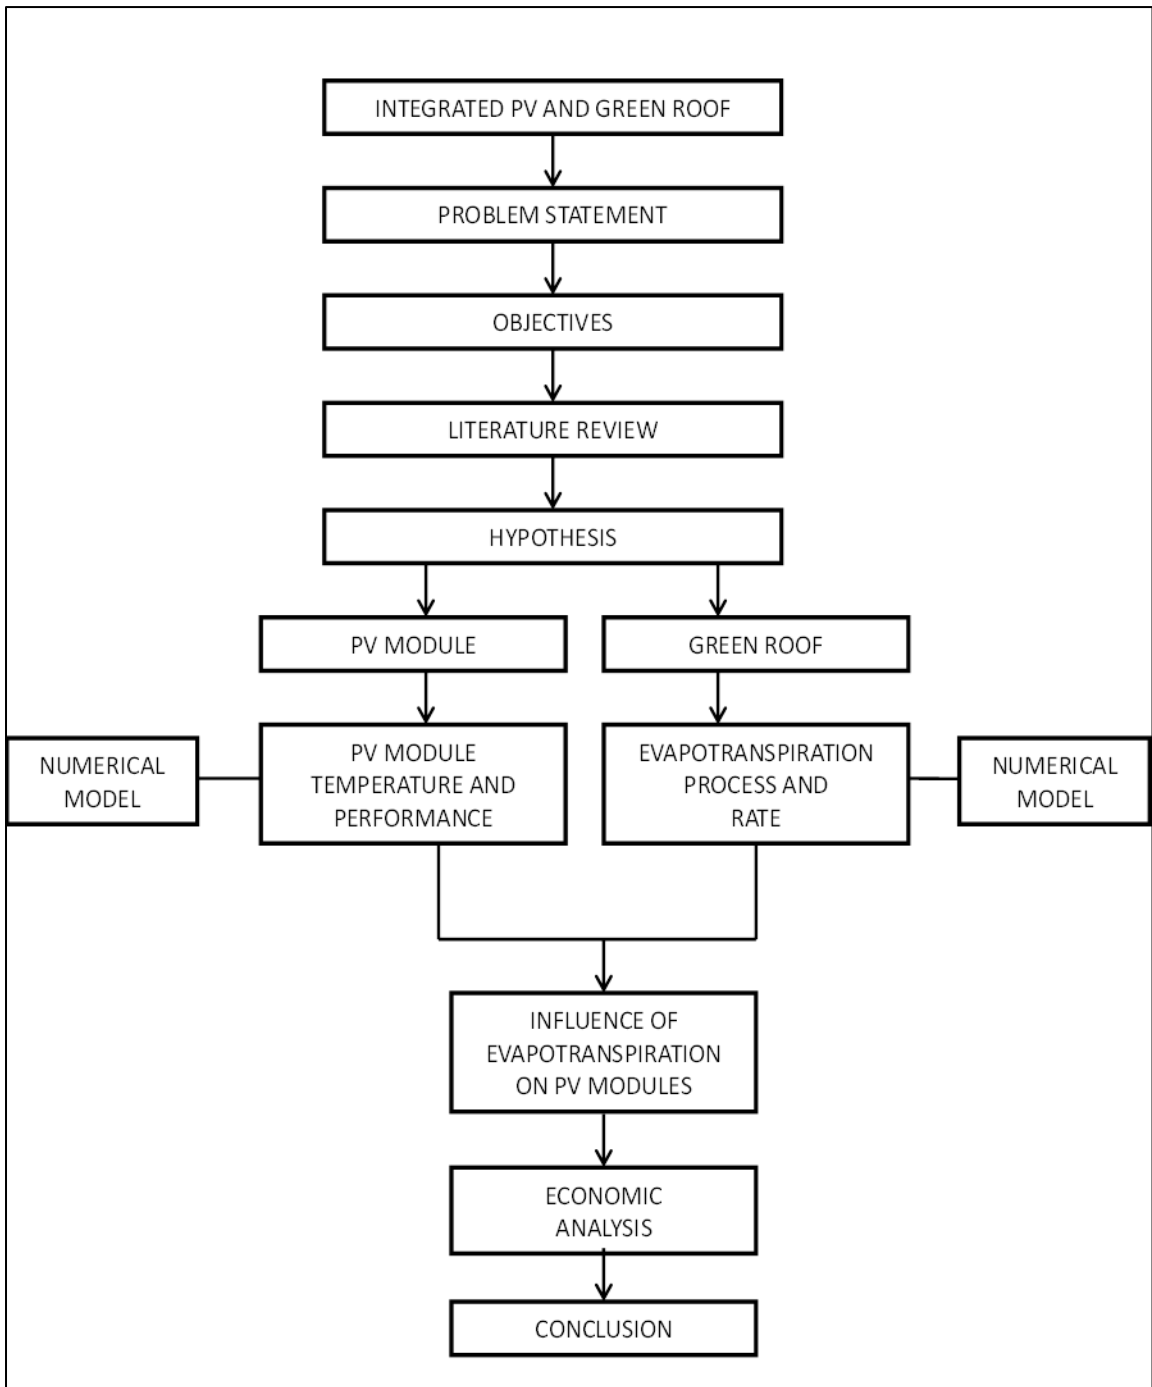 INTEGRATED PV AND GREEN ROOF
PROBLEM STATEMENT
OBJECTIVES
LITERATURE REVIEW
HYPOTHESIS
PV MODULE
GREEN ROOF
NUMERICAL
MODEL
PV MODULE
TEMPERATURE AND
PERFORMANCE
EVAPOTRANSPIRATION
PROCESS AND
RATE
NUMERICAL
MODEL
INFLUENCE OF
EVAPOTRANSPIRATION
ON PV MODULES
ECONOMIC
ANALYSIS
CONCLUSION